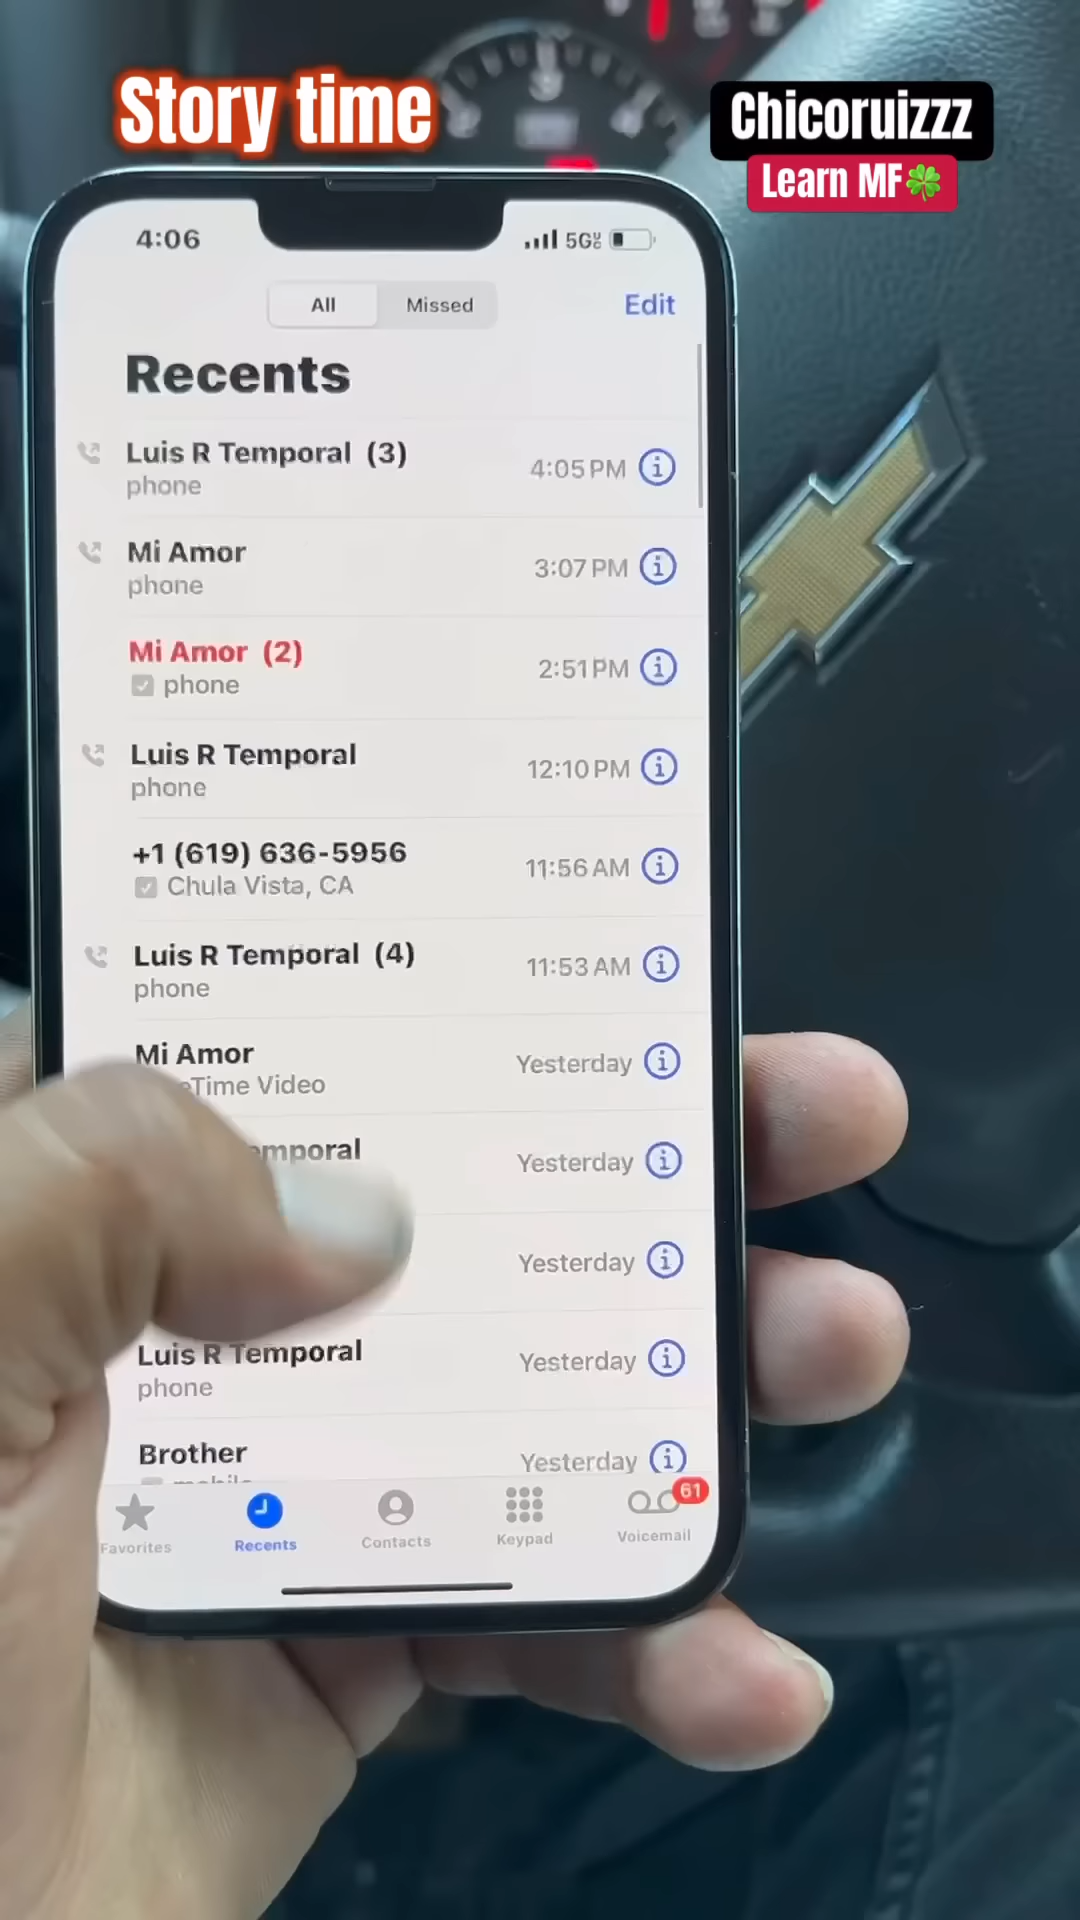 Story time
Chicoruizzz
Learn MF🍀
3
4:06
5G
All
Missed
Edit
Recents
Luis R Temporal (3)
phone
4:05 PM
Mi Amor
phone
3:07 PM
Mi Amor (2)
phone
2:51 PM
Luis R Temporal
phone
12:10 PM
+1 (619) 636-5956
Chula Vista, CA
11:56 AM
Luis R Temporal (4)
phone
11:53 AM
Mi Amor
eTime Video
Yesterday
emporal
Yesterday
Yesterday
Luis R Temporal
phone
Yesterday
Brother
mobile
Yesterday
Favorites
Recents
Contacts
Keypad
61
Voicemail